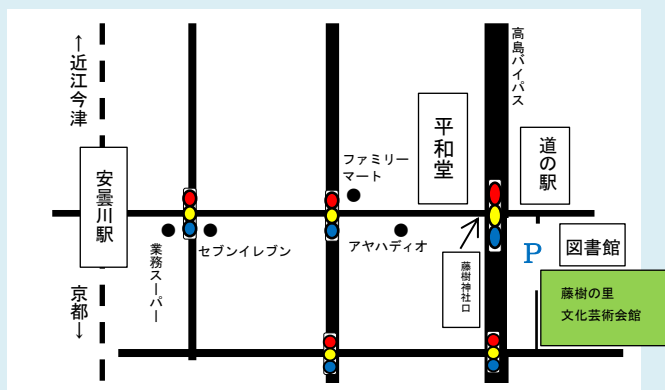 ←近江今津
高島バイパス
平和堂
道の駅
ファミリー
マート
安曇川駅
セブンイレブン
アヤハディオ
業務スーパー
藤樹神社口
P
図書館
京都→
藤樹の里
文化芸術会館